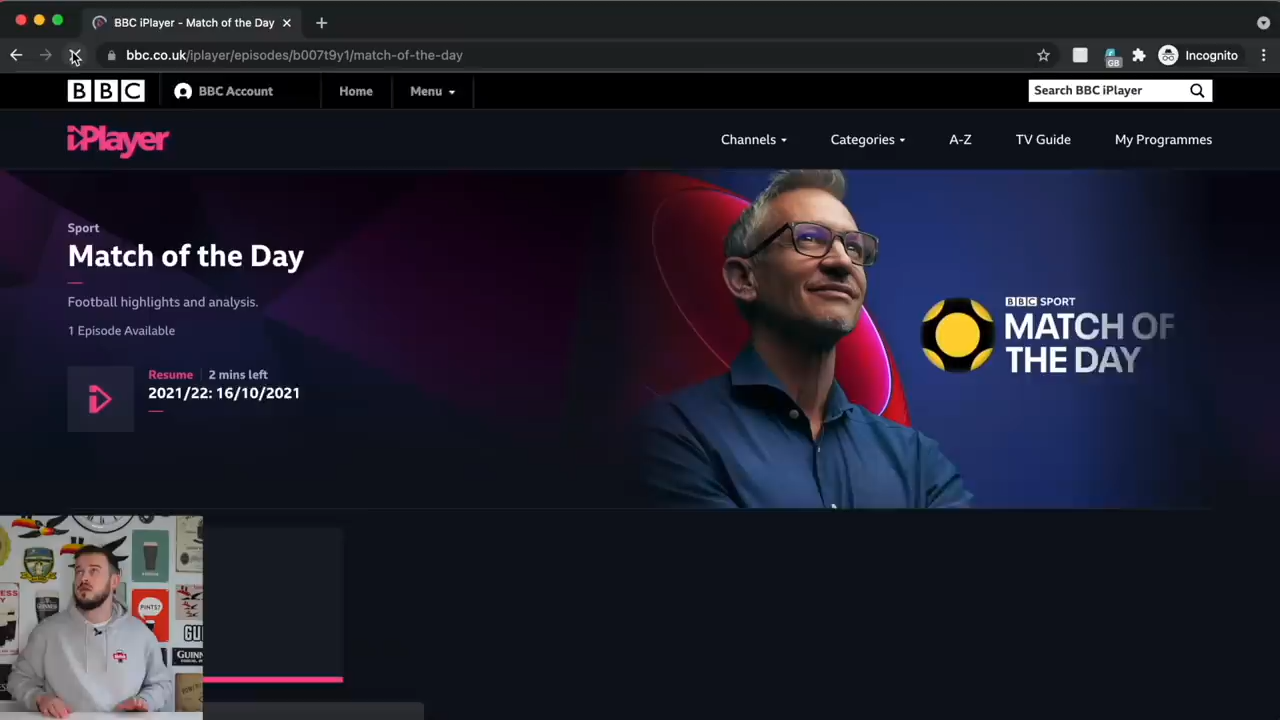 BBC iPlayer - Match of the Day
bbc.co.uk/iplayer/episodes/b007t9y1/match-of-the-day
GB
Incognito
BBC
BBC Account
Home
Menu
Search BBC iPlayer
iPlayer
Channels
Categories
A-Z
TV Guide
My Programmes
Sport
Match of the Day
Football highlights and analysis.
1 Episode Available
Resume
2 mins left
2021/22: 16/10/2021
BBC SPORT
MATCH OF
THE DAY
PINTS?
GUINN